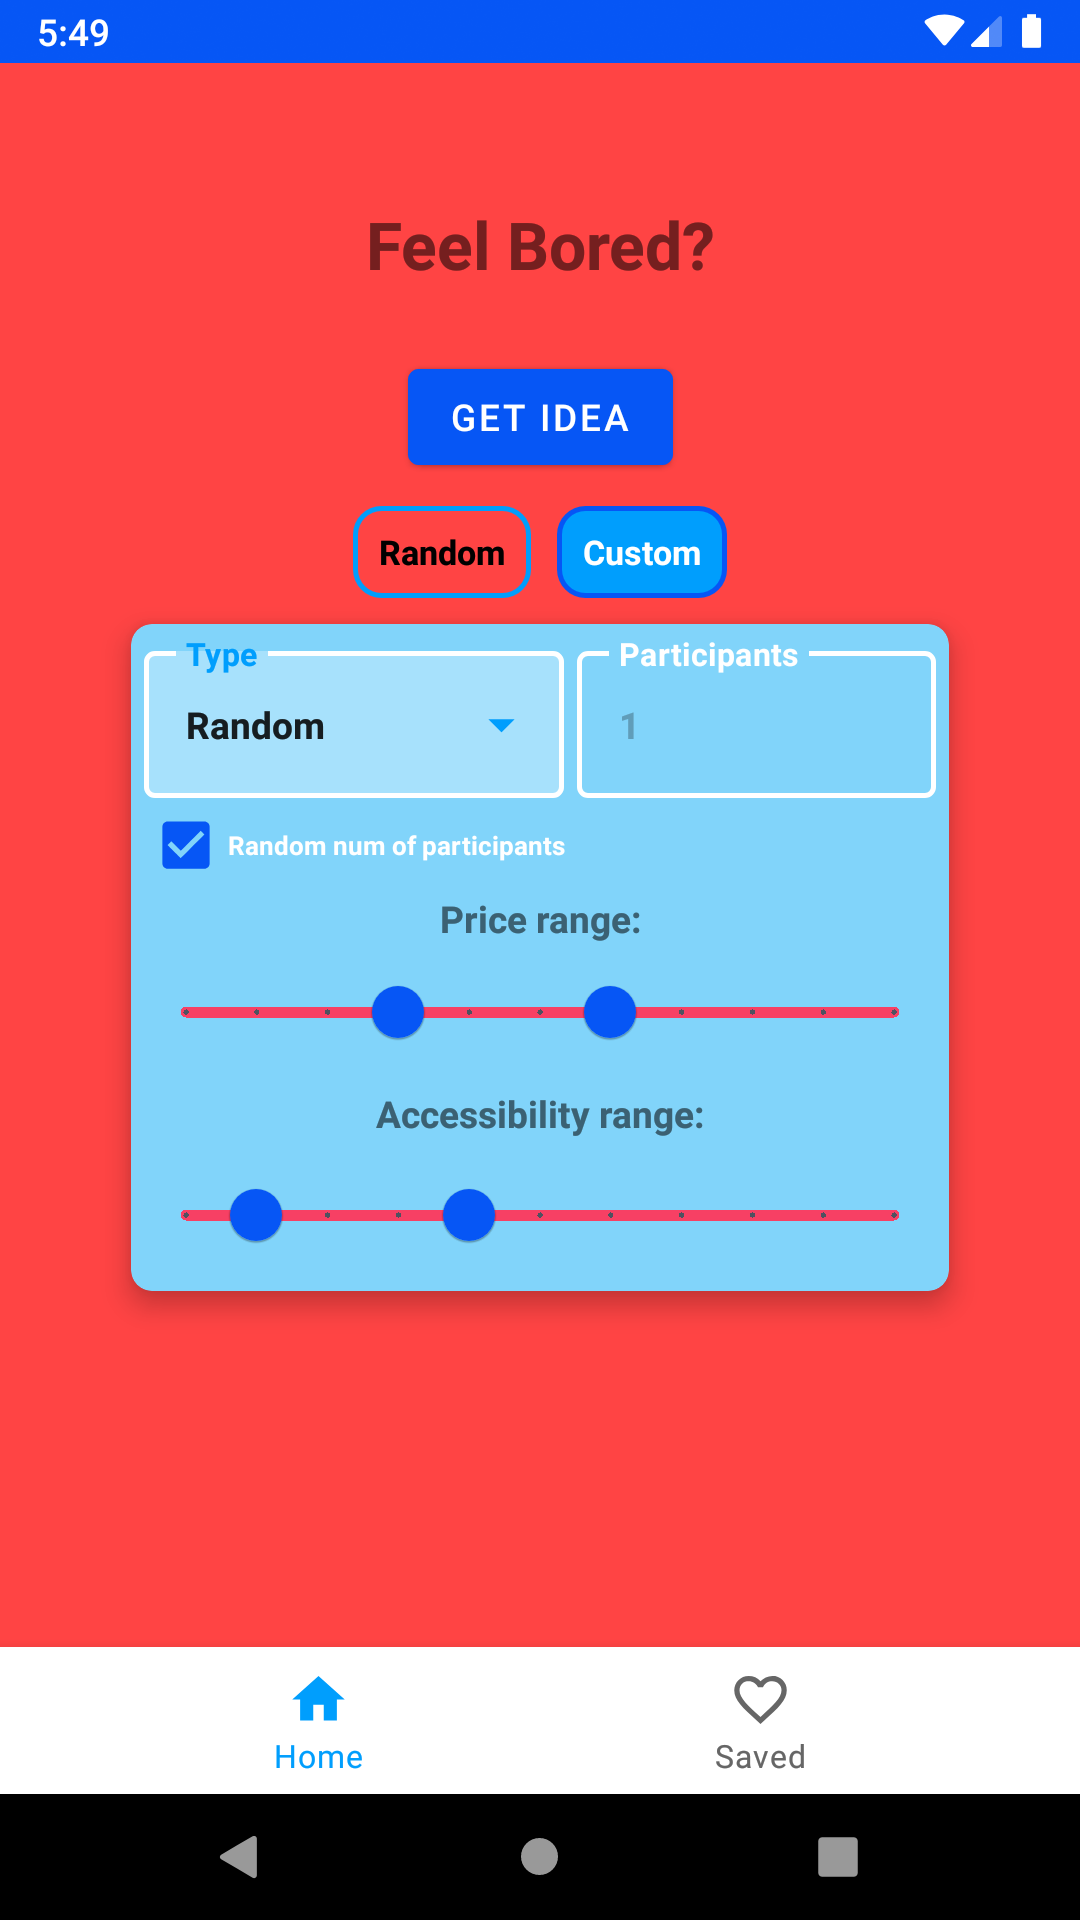 5:49
Feel Bored?
GET IDEA
Random Custom
Type Participants
Random 1
Random num of participants
Price range:
Accessibility range:
Home Saved